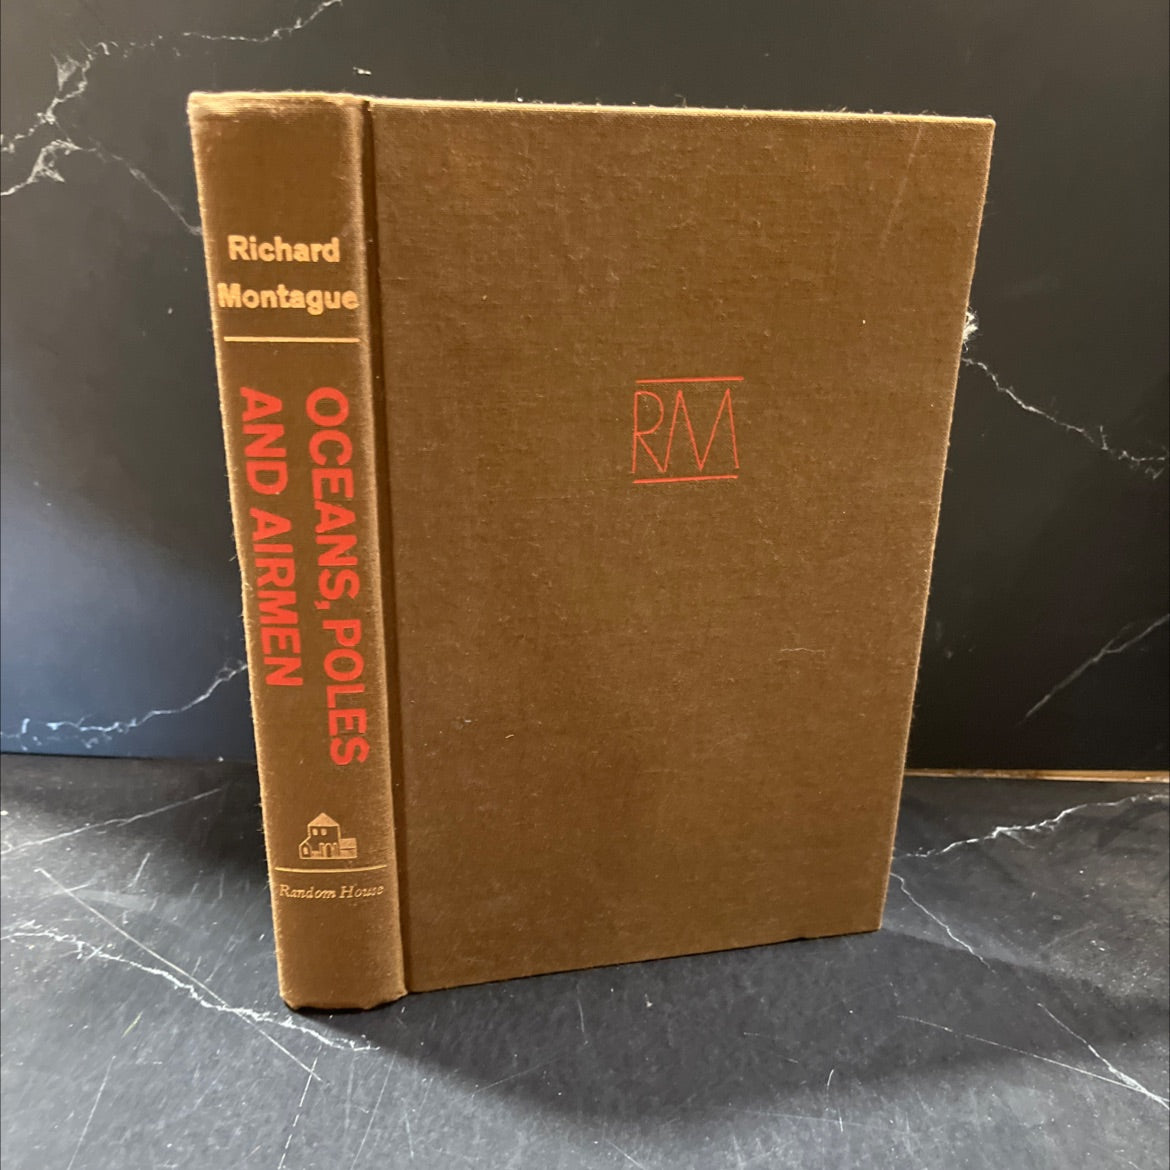 Richard
Montague
OCEANS, POLES
AND AIRMEN
Random House
RM